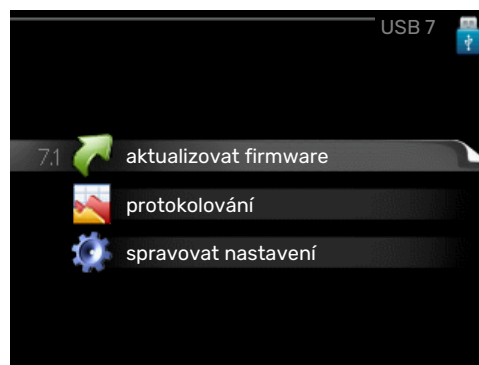 USB 7
7.1 aktualizovat firmware
protokolování
spravovat nastavení